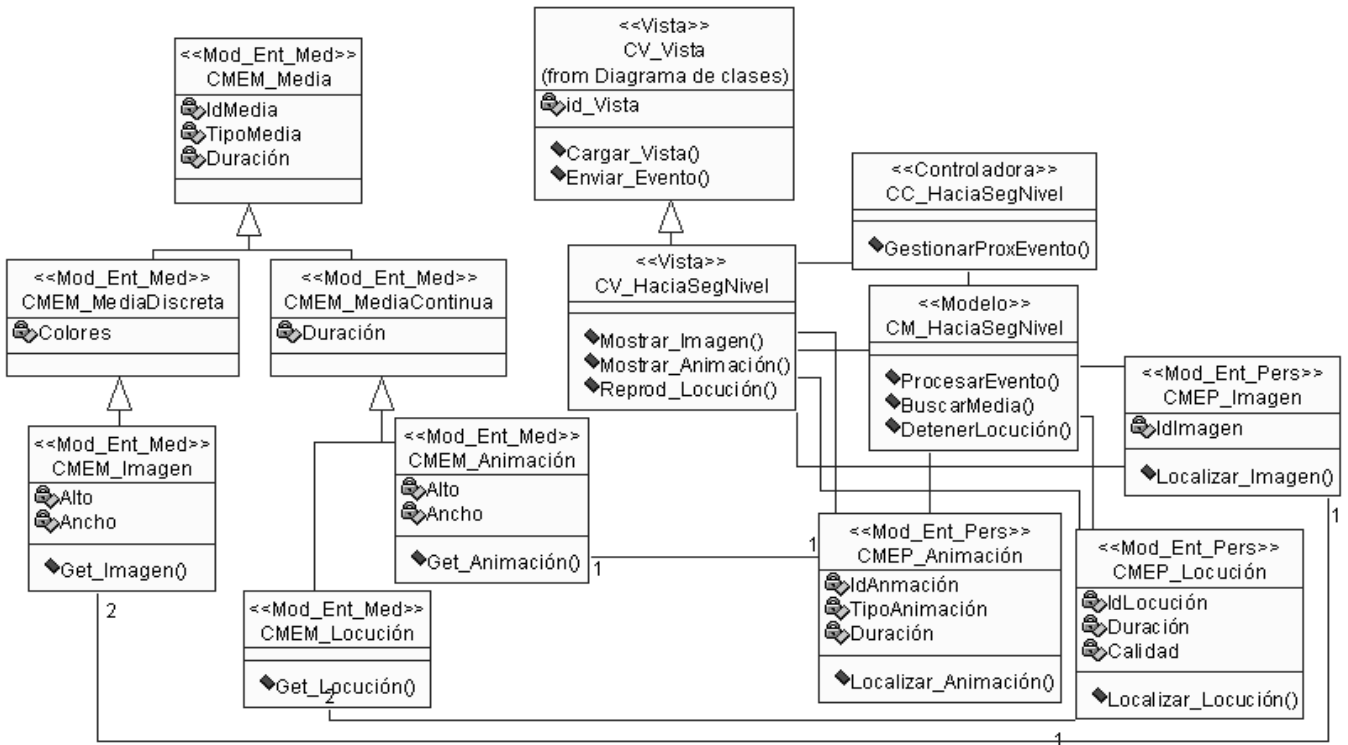 <<Mod_Ent_Med>>
CMEM_Media
IdMedia
TipoMedia
Duración
<<Vista>>
CV_Vista
(from Diagrama de clases)
id_Vista
Cargar_Vista()
Enviar_Evento()
<<Controladora>>
CC_HaciaSegNivel
GestionarProxEvento()
<<Mod_Ent_Med>>
CMEM_MediaDiscreta
Colores
<<Mod_Ent_Med>>
CMEM_MediaContinua
Duración
<<Vista>>
CV_HaciaSegNivel
Mostrar_Imagen()
Mostrar_Animación()
Reprod_Locución()
<<Modelo>>
CM_HaciaSegNivel
ProcesarEvento()
BuscarMedia()
DetenerLocución()
<<Mod_Ent_Pers>>
CMEP_Imagen
IdImagen
Localizar_Imagen()
1
<<Mod_Ent_Med>>
CMEM_Imagen
Alto
Ancho
Get_Imagen()
2
<<Mod_Ent_Med>>
CMEM_Animación
Alto
Ancho
Get_Animación()
1
1
<<Mod_Ent_Pers>>
CMEP_Animación
IdAnmación
TipoAnimación
Duración
Localizar_Animación()
<<Mod_Ent_Pers>>
CMEP_Locución
IdLocución
Duración
Calidad
Localizar_Locución()
1
<<Mod_Ent_Med>>
CMEM_Locución
Get_Locución()
2